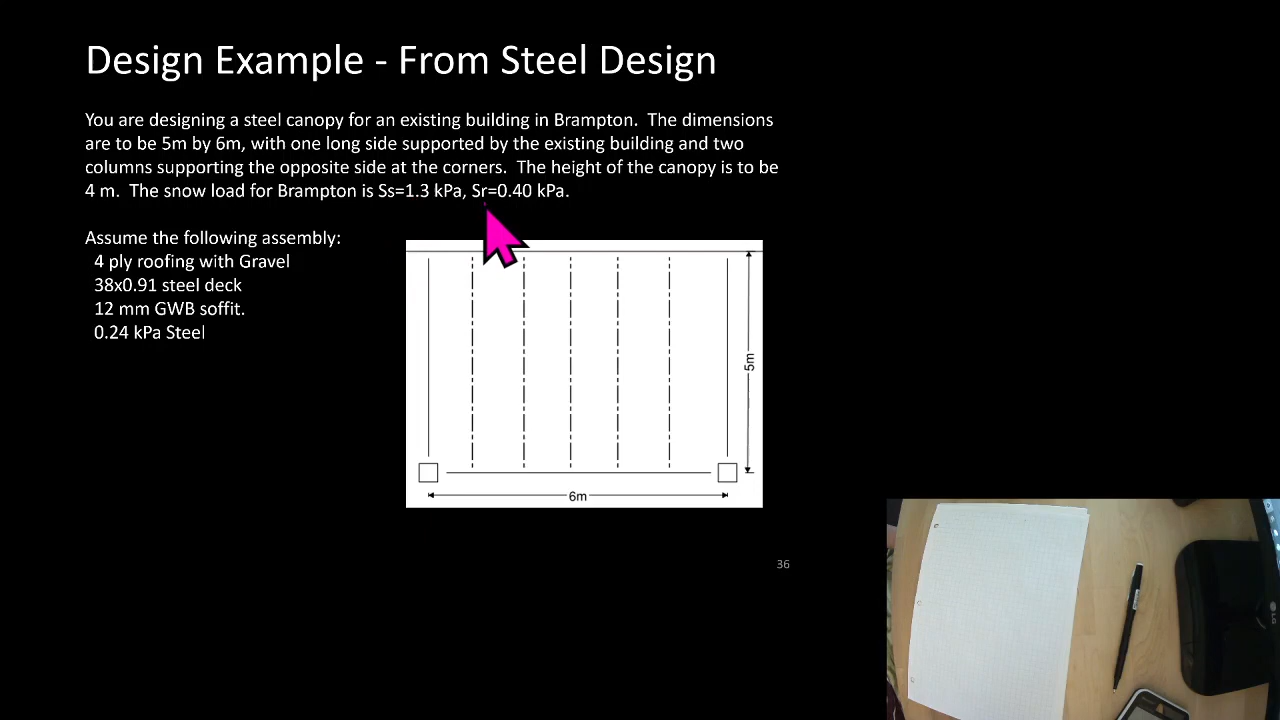 Design Example - From Steel Design
You are designing a steel canopy for an existing building in Brampton. The dimensions
are to be 5m by 6m, with one long side supported by the existing building and two
columns supporting the opposite side at the corners. The height of the canopy is to be
4 m. The snow load for Brampton is Ss=1.3 kPa, Sr=0.40 kPa.
Assume the following assembly:
4 ply roofing with Gravel
38x0.91 steel deck
12 mm GWB soffit.
0.24 kPa Steel
5m
6m
36
LG